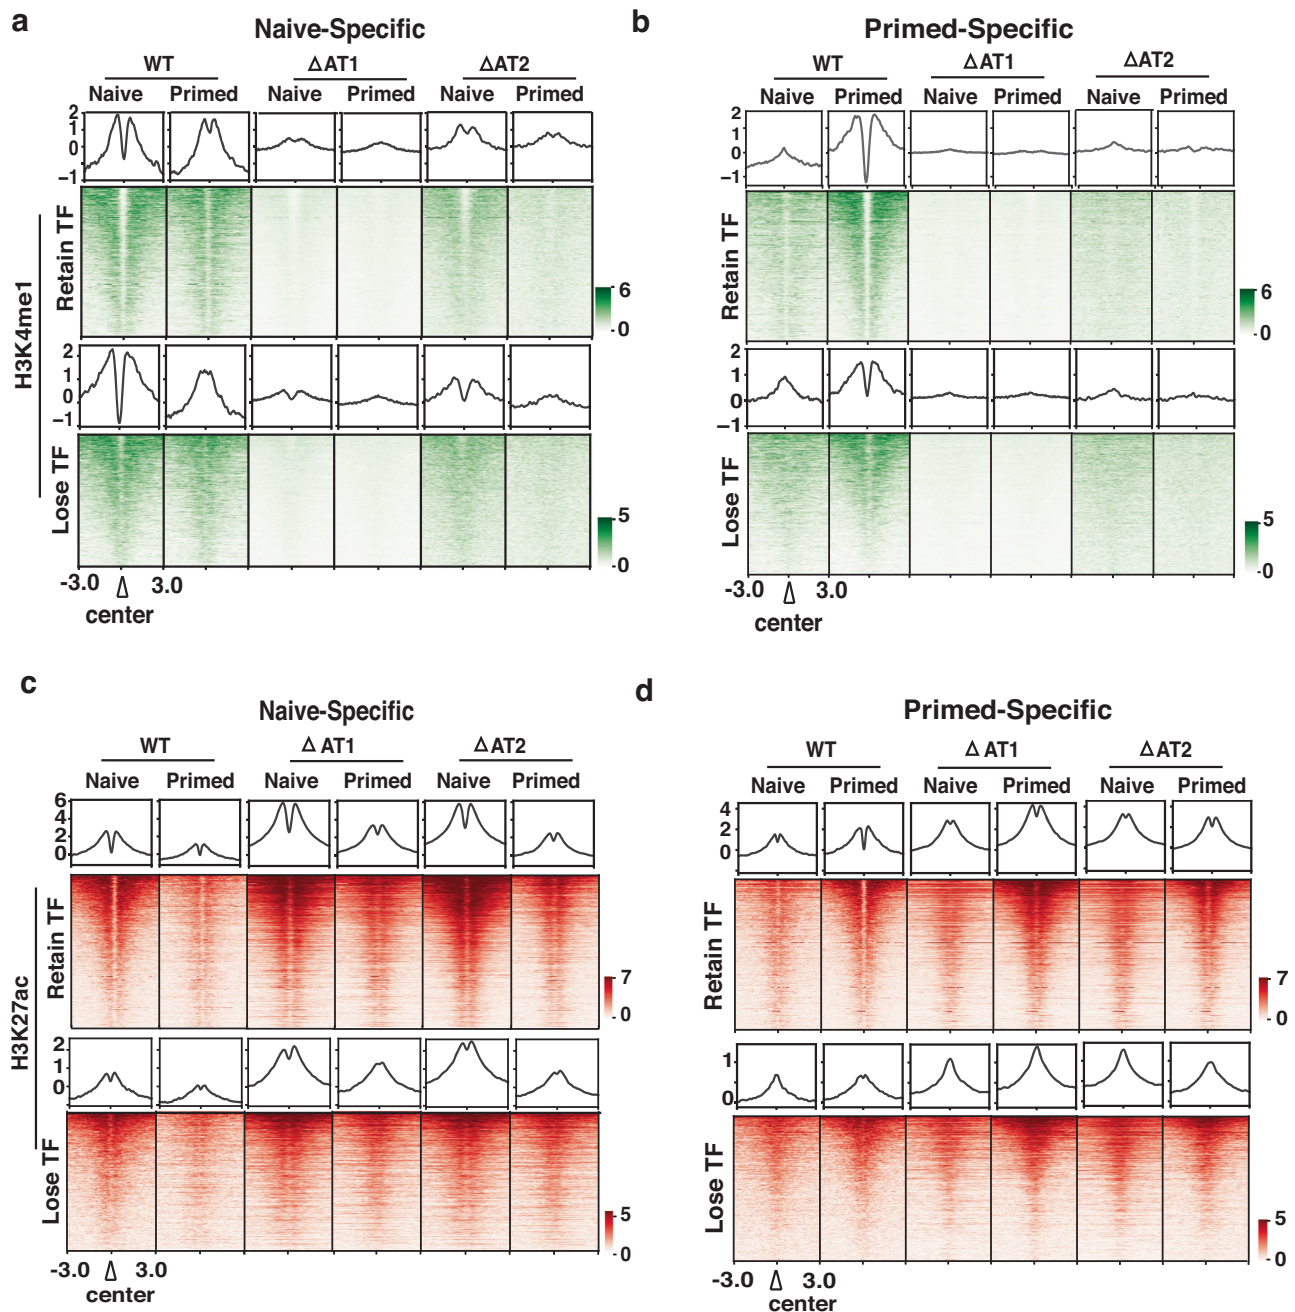 a
Naive-Specific
WT
△AT1
△AT2
Naive Primed Naive Primed Naive Primed
2
1
0
-1
H3K4me1
Retain TF
6
0
2
1
0
-1
Lose TF
5
0
-3.0 3.0
center
b
Primed-Specific
WT
△AT1
△AT2
Naive Primed Naive Primed Naive Primed
2
1
0
-1
Retain TF
6
0
2
1
0
-1
Lose TF
5
0
-3.0 3.0
center
c
Naive-Specific
WT
△ AT1
△ AT2
Naive Primed Naive Primed Naive Primed
6
4
2
0
H3K27ac
Retain TF
7
0
2
1
0
Lose TF
5
0
-3.0 3.0
center
d
Primed-Specific
WT
△ AT1
△ AT2
Naive Primed Naive Primed Naive Primed
4
2
0
Retain TF
7
0
1
0
Lose TF
5
0
-3.0 3.0
center